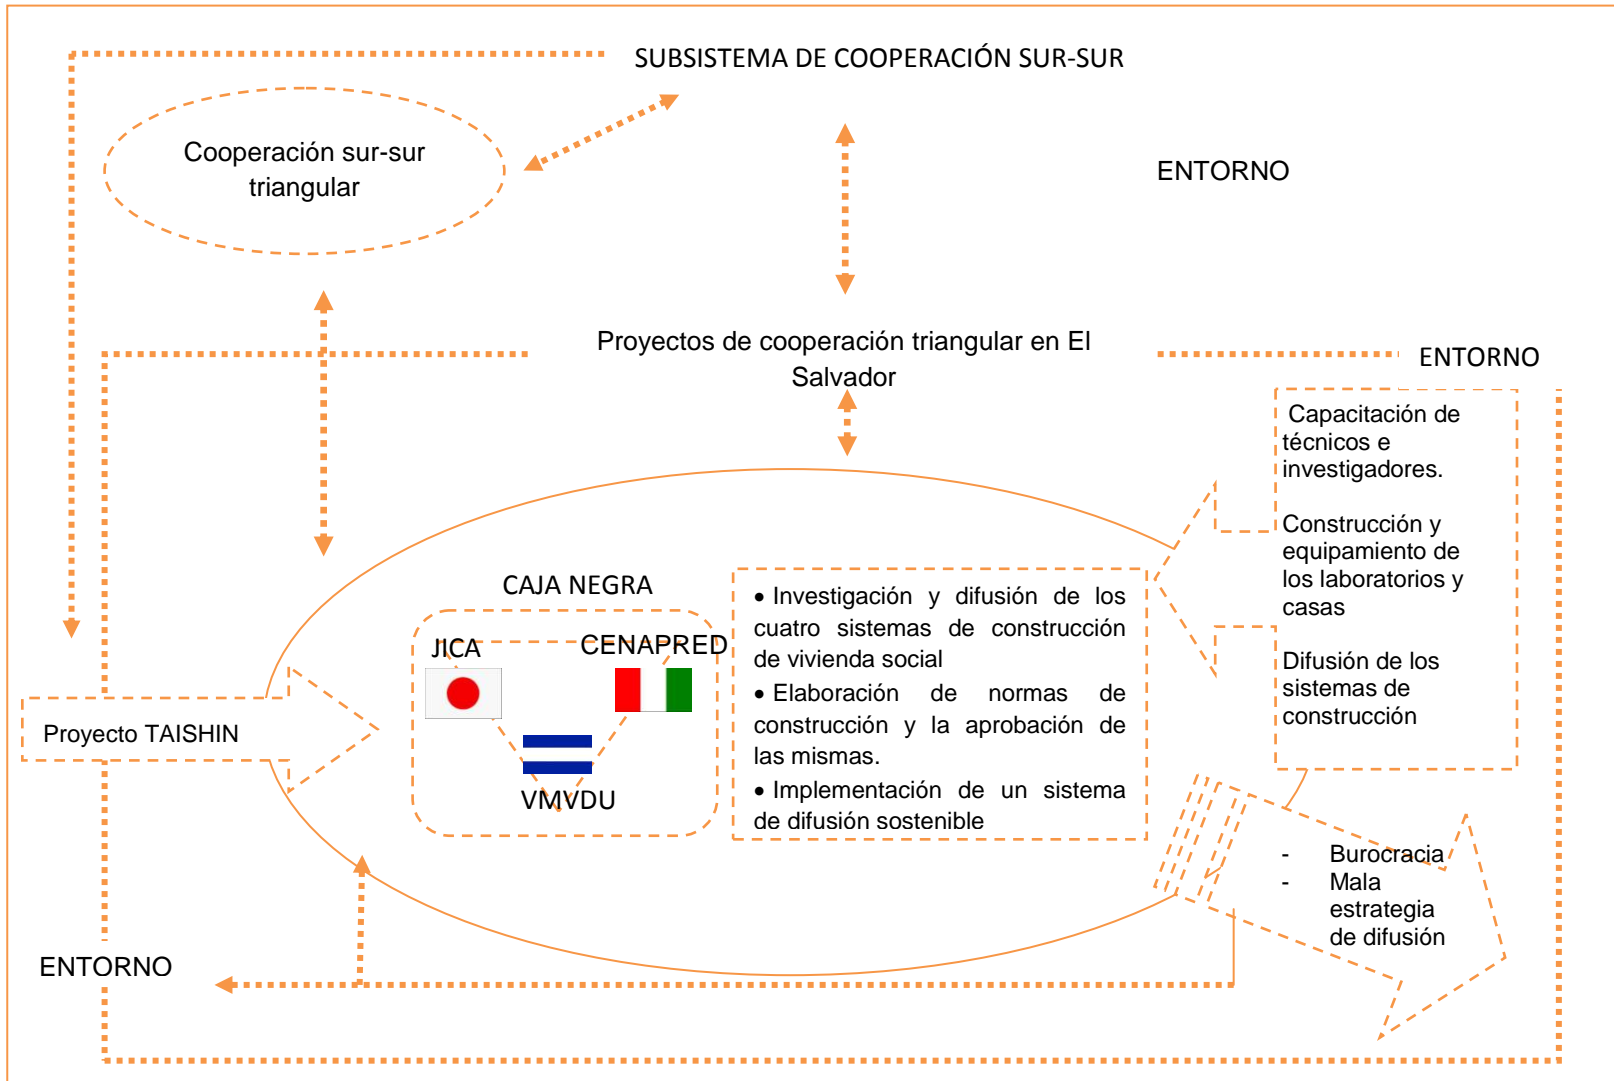 SUBSISTEMA DE COOPERACIÓN SUR-SUR
Cooperación sur-sur
triangular
ENTORNO
Proyectos de cooperación triangular en El
Salvador
ENTORNO
Capacitación de
técnicos e
investigadores.
Construcción y
equipamiento de
los laboratorios y
casas
Difusión de los
sistemas de
construcción
CAJA NEGRA
JICA
CENAPRED
VMVDU
• Investigación y difusión de los
cuatro sistemas de construcción
de vivienda social
• Elaboración de normas de
construcción y la aprobación de
las mismas.
• Implementación de un sistema
de difusión sostenible
Proyecto TAISHIN
- Burocracia
- Mala
estrategia
de difusión
ENTORNO